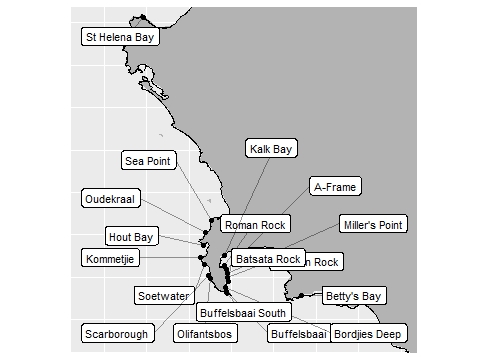 St Helena Bay
Kalk Bay
Sea Point
A-Frame
Oudekraal
Roman Rock
Miller's Point
Hout Bay
Kommetjie
Batsata Rock
Rock
Soetwater
Betty's Bay
Buffelsbaai South
Scarborough
Olifantsbos
Buffelsbaai
Bordjies Deep